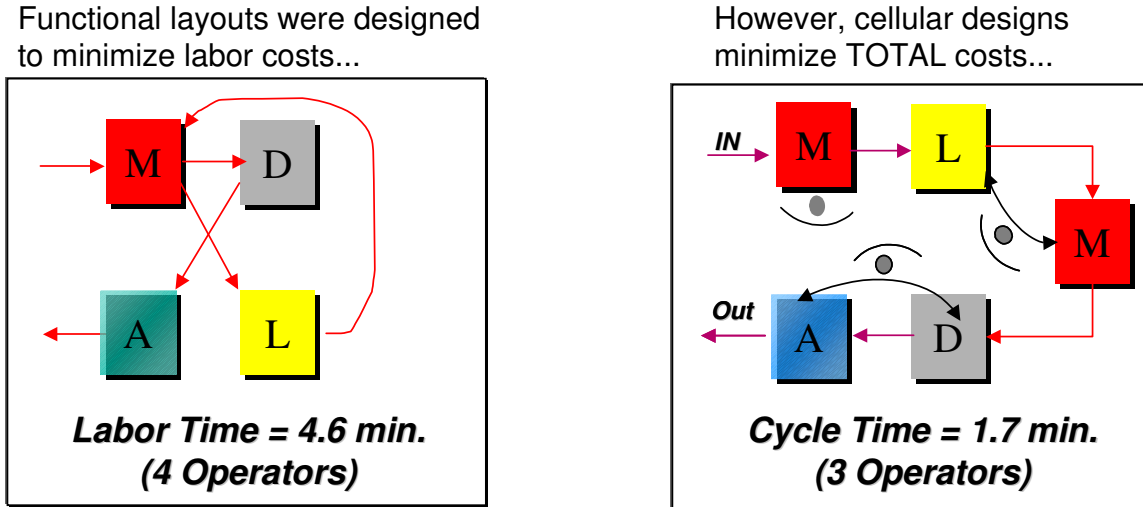 Functional layouts were designed
to minimize labor costs...
M
D
A
L
Labor Time = 4.6 min.
(4 Operators)
However, cellular designs
minimize TOTAL costs...
IN
M
L
M
Out
A
D
Cycle Time = 1.7 min.
(3 Operators)